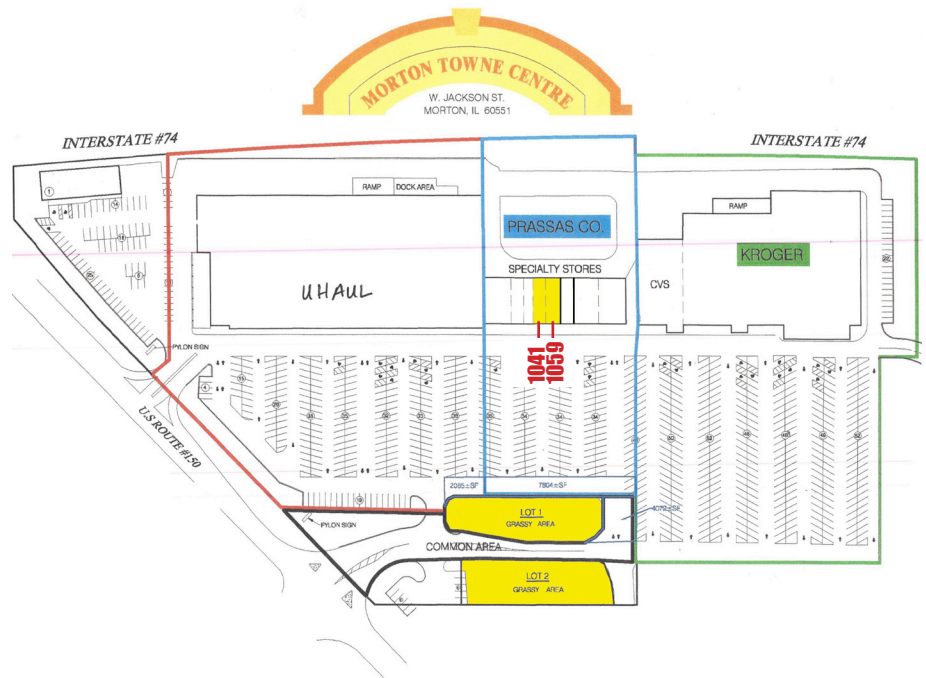 MORTON TOWNE CENTRE
W. JACKSON ST.
MORTON, IL 60551
INTERSTATE #74
INTERSTATE #74
1
RAMP
DOCK AREA
RAMP
PRASSAS CO.
KROGER
SPECIALTY STORES
CVS
UHAUL
PYLON SIGN
1041
1059
U.S ROUTE #150
2085±SF
7804±SF
LOT 1
GRASSY AREA
4072±SF
PYLON SIGN
COMMON AREA
LOT 2
GRASSY AREA